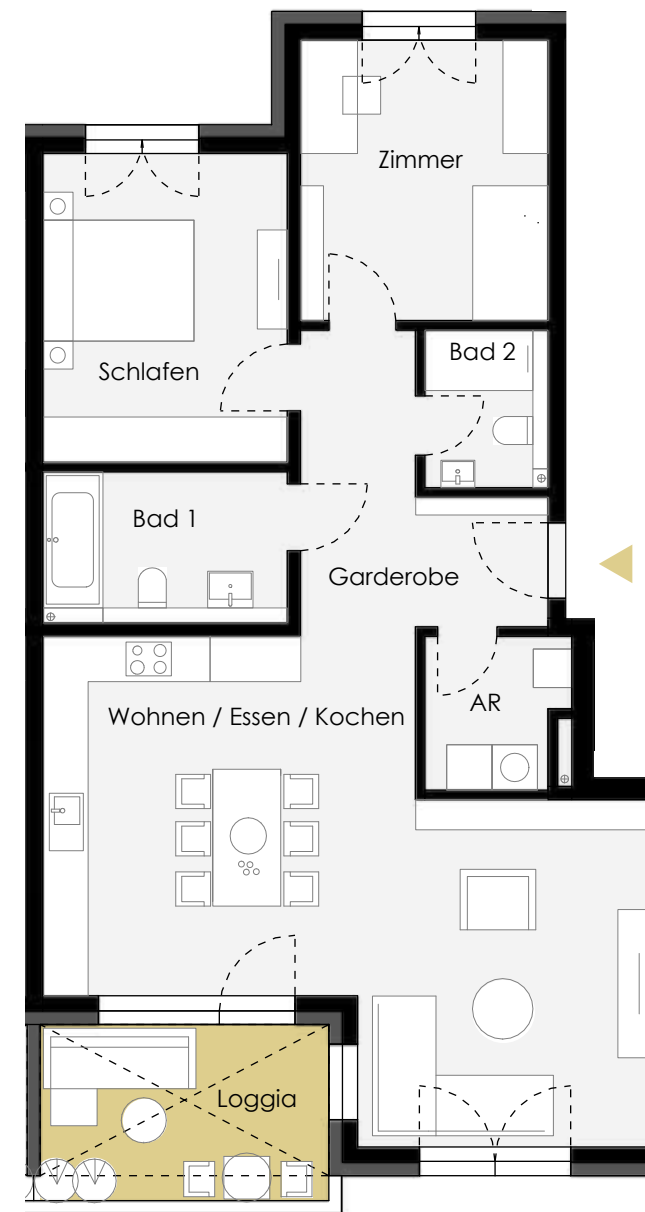 Zimmer
Bad 2
Schlafen
Bad 1
Garderobe
AR
Wohnen / Essen / Kochen
Loggia